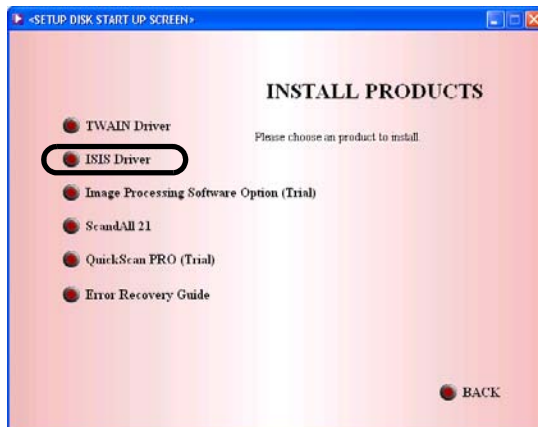 <SETUP DISK START UP SCREEN>
INSTALL PRODUCTS
Please choose an product to install.
TWAIN Driver
ISIS Driver
Image Processing Software Option (Trial)
ScandAll 21
QuickScan PRO (Trial)
Error Recovery Guide
BACK